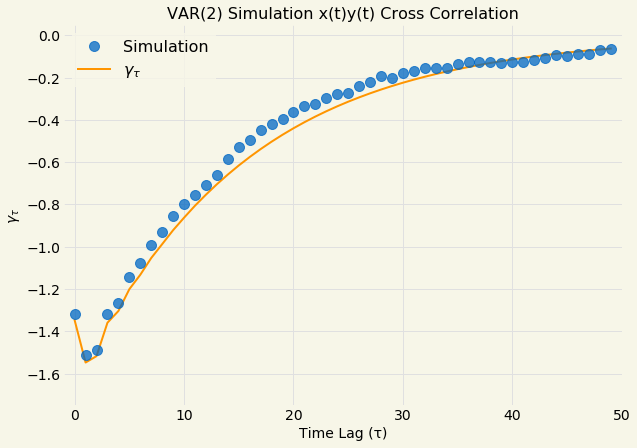 VAR(2) Simulation x(t)y(t) Cross Correlation
0.0
−0.2
−0.4
−0.6
−0.8
−1.0
−1.2
−1.4
−1.6
γτ
Simulation
γτ
0 10 20 30 40 50
Time Lag (τ)